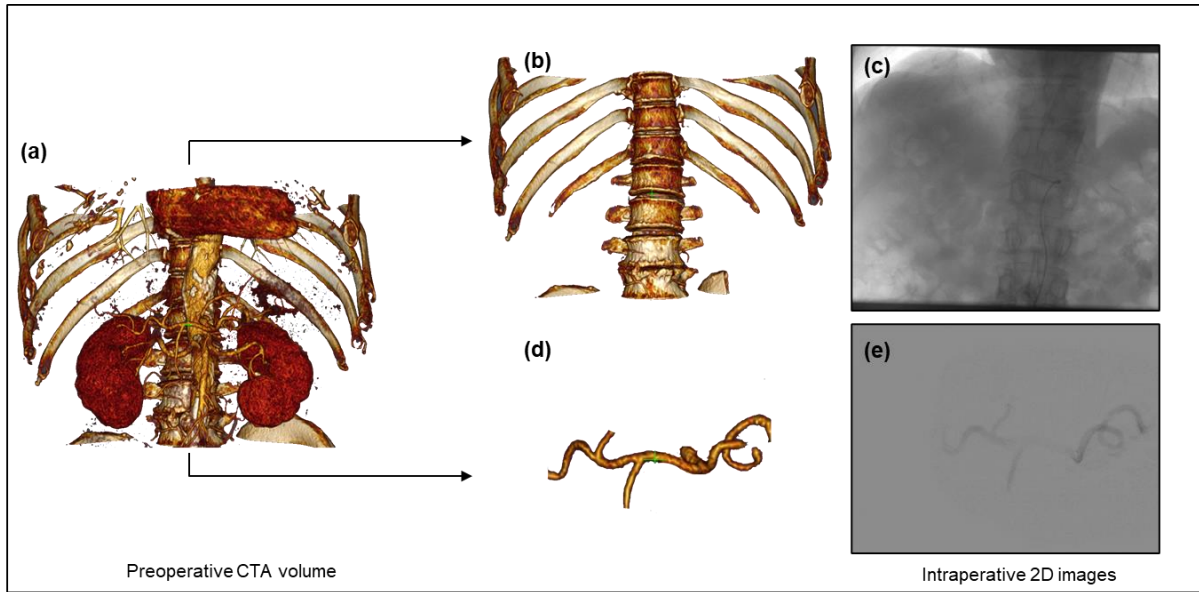 (a)
(b)
(c)
(d)
(e)
Preoperative CTA volume
Intraperative 2D images